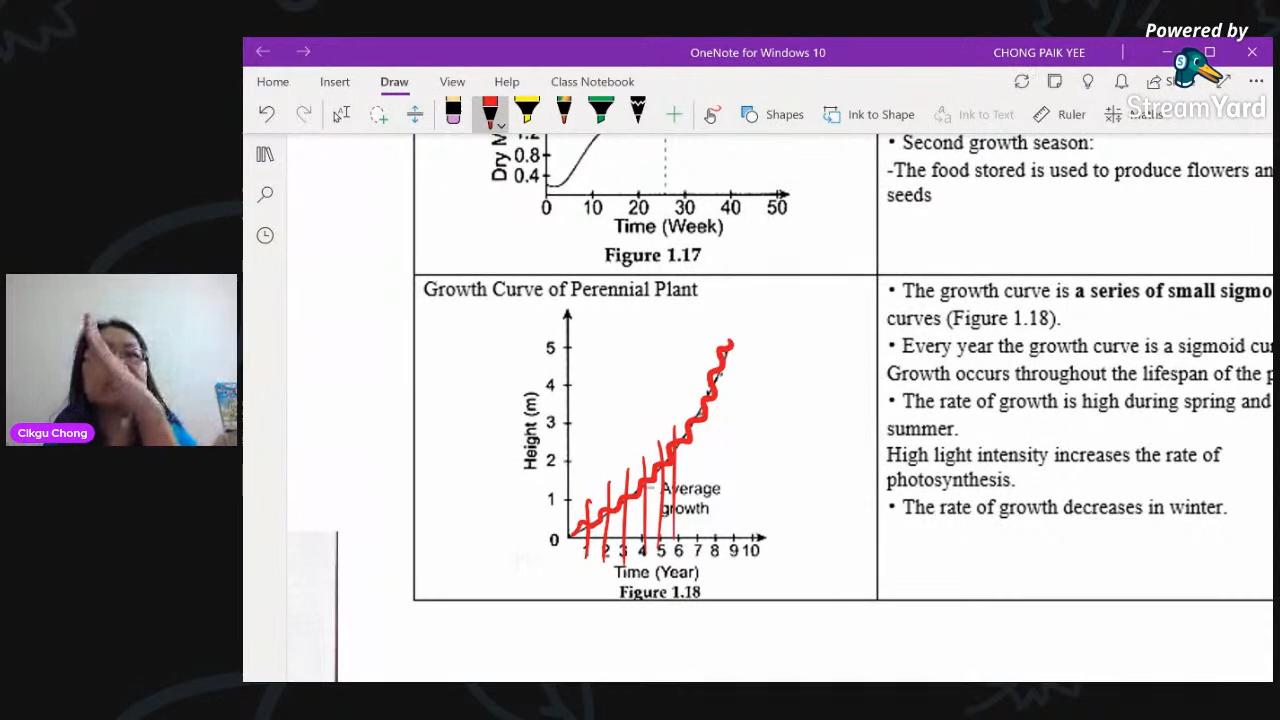 Powered by
StreamYard
OneNote for Windows 10
CHONG PAIK YEE
Home
Insert
Draw
View
Help
Class Notebook
Shapes
Ink to Shape
Ink to Text
Ruler
1.2
0.8
0.4
0 10 20 30 40 50
Time (Week)
Figure 1.17
• Second growth season:
-The food stored is used to produce flowers an
seeds
Growth Curve of Perennial Plant
5
4
3
2
1
0
Height (m)
Average
growth
1 2 3 4 5 6 7 8 9 10
Time (Year)
Figure 1.18
• The growth curve is a series of small sigmo
curves (Figure 1.18).
• Every year the growth curve is a sigmoid cu
Growth occurs throughout the lifespan of the p
• The rate of growth is high during spring and
summer.
High light intensity increases the rate of
photosynthesis.
• The rate of growth decreases in winter.
Cikgu Chong